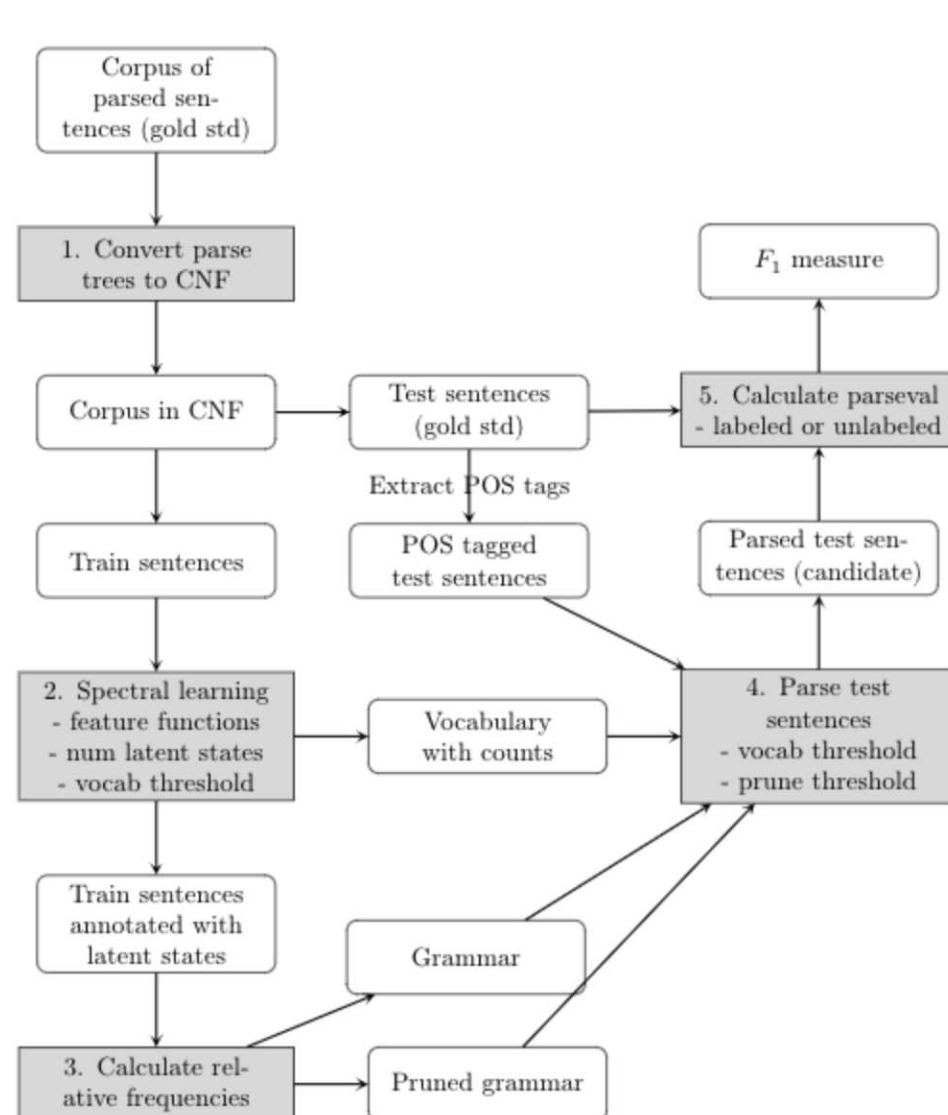 Corpus of
parsed sen-
tences (gold std)
1. Convert parse
trees to CNF
F₁ measure
Corpus in CNF
Test sentences
(gold std)
5. Calculate parseval
- labeled or unlabeled
Extract POS tags
Train sentences
POS tagged
test sentences
Parsed test sen-
tences (candidate)
2. Spectral learning
- feature functions
- num latent states
- vocab threshold
Vocabulary
with counts
4. Parse test
sentences
- vocab threshold
- prune threshold
Train sentences
annotated with
latent states
Grammar
3. Calculate rel-
ative frequencies
Pruned grammar